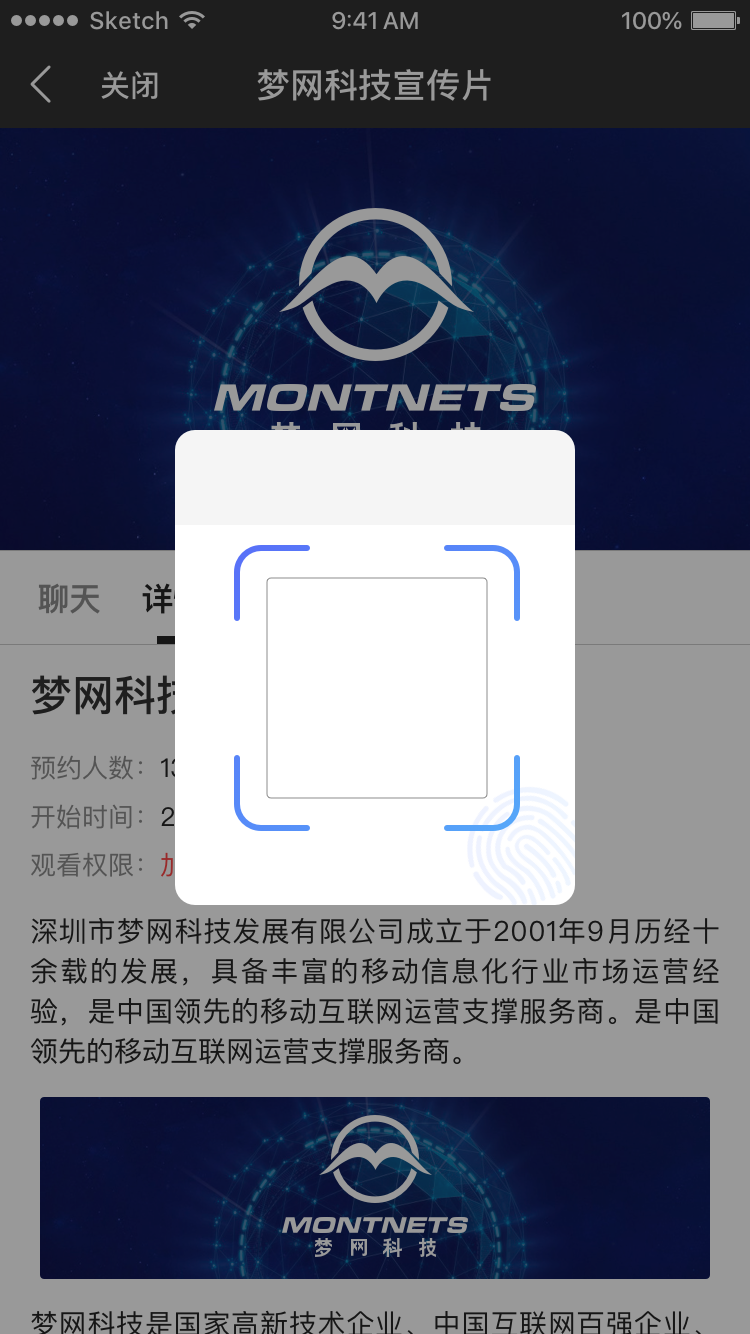 Sketch 9:41 AM 100%
关闭 梦网科技宣传片
MONTNETS
梦网科技
聊天 详
梦网科技
预约人数：13
开始时间：2
观看权限：加
深圳市梦网科技发展有限公司成立于2001年9月历经十
余载的发展，具备丰富的移动信息化行业市场运营经
验，是中国领先的移动互联网运营支撑服务商。是中国
领先的移动互联网运营支撑服务商。
MONTNETS
梦网科技
梦网科技是国家高新技术企业、中国互联网百强企业、